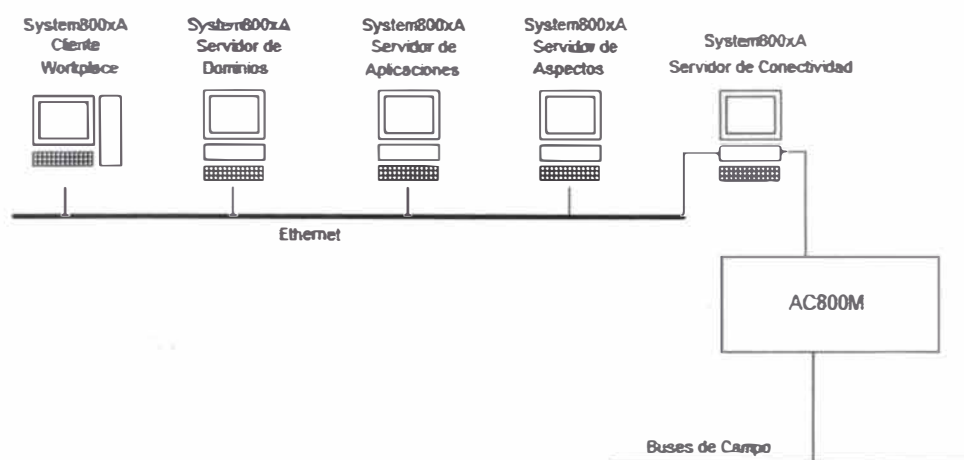 System800xA
Cliente
Workplace
System800xA
Servidor de
Dominios
System800xA
Servidor de
Aplicaciones
System800xA
Servidor de
Aspectos
System800xA
Servidor de Conectividad
Ethernet
AC800M
Buses de Campo